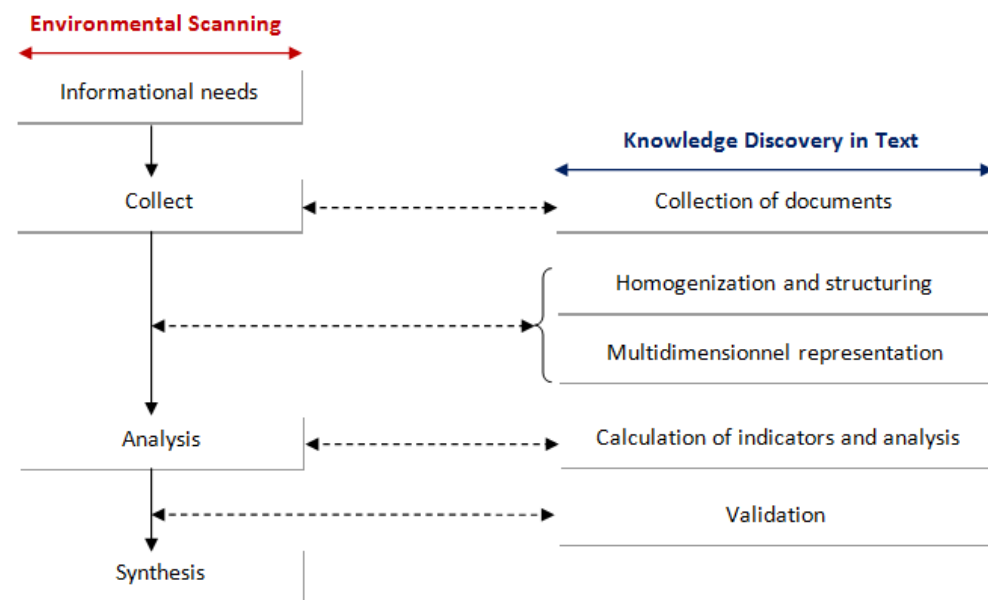 Environmental Scanning
Informational needs
Knowledge Discovery in Text
Collect
Collection of documents
Homogenization and structuring
Multidimensionnel representation
Analysis
Calculation of indicators and analysis
Validation
Synthesis